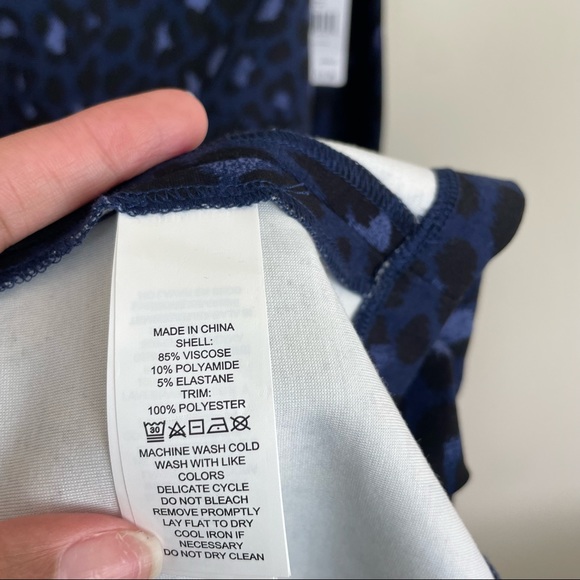 MADE IN CHINA
SHELL:
85% VISCOSE
10% POLYAMIDE
5% ELASTANE
TRIM:
100% POLYESTER
30
MACHINE WASH COLD
WASH WITH LIKE
COLORS
DELICATE CYCLE
DO NOT BLEACH
REMOVE PROMPTLY
LAY FLAT TO DRY
COOL IRON IF
NECESSARY
DO NOT DRY CLEAN